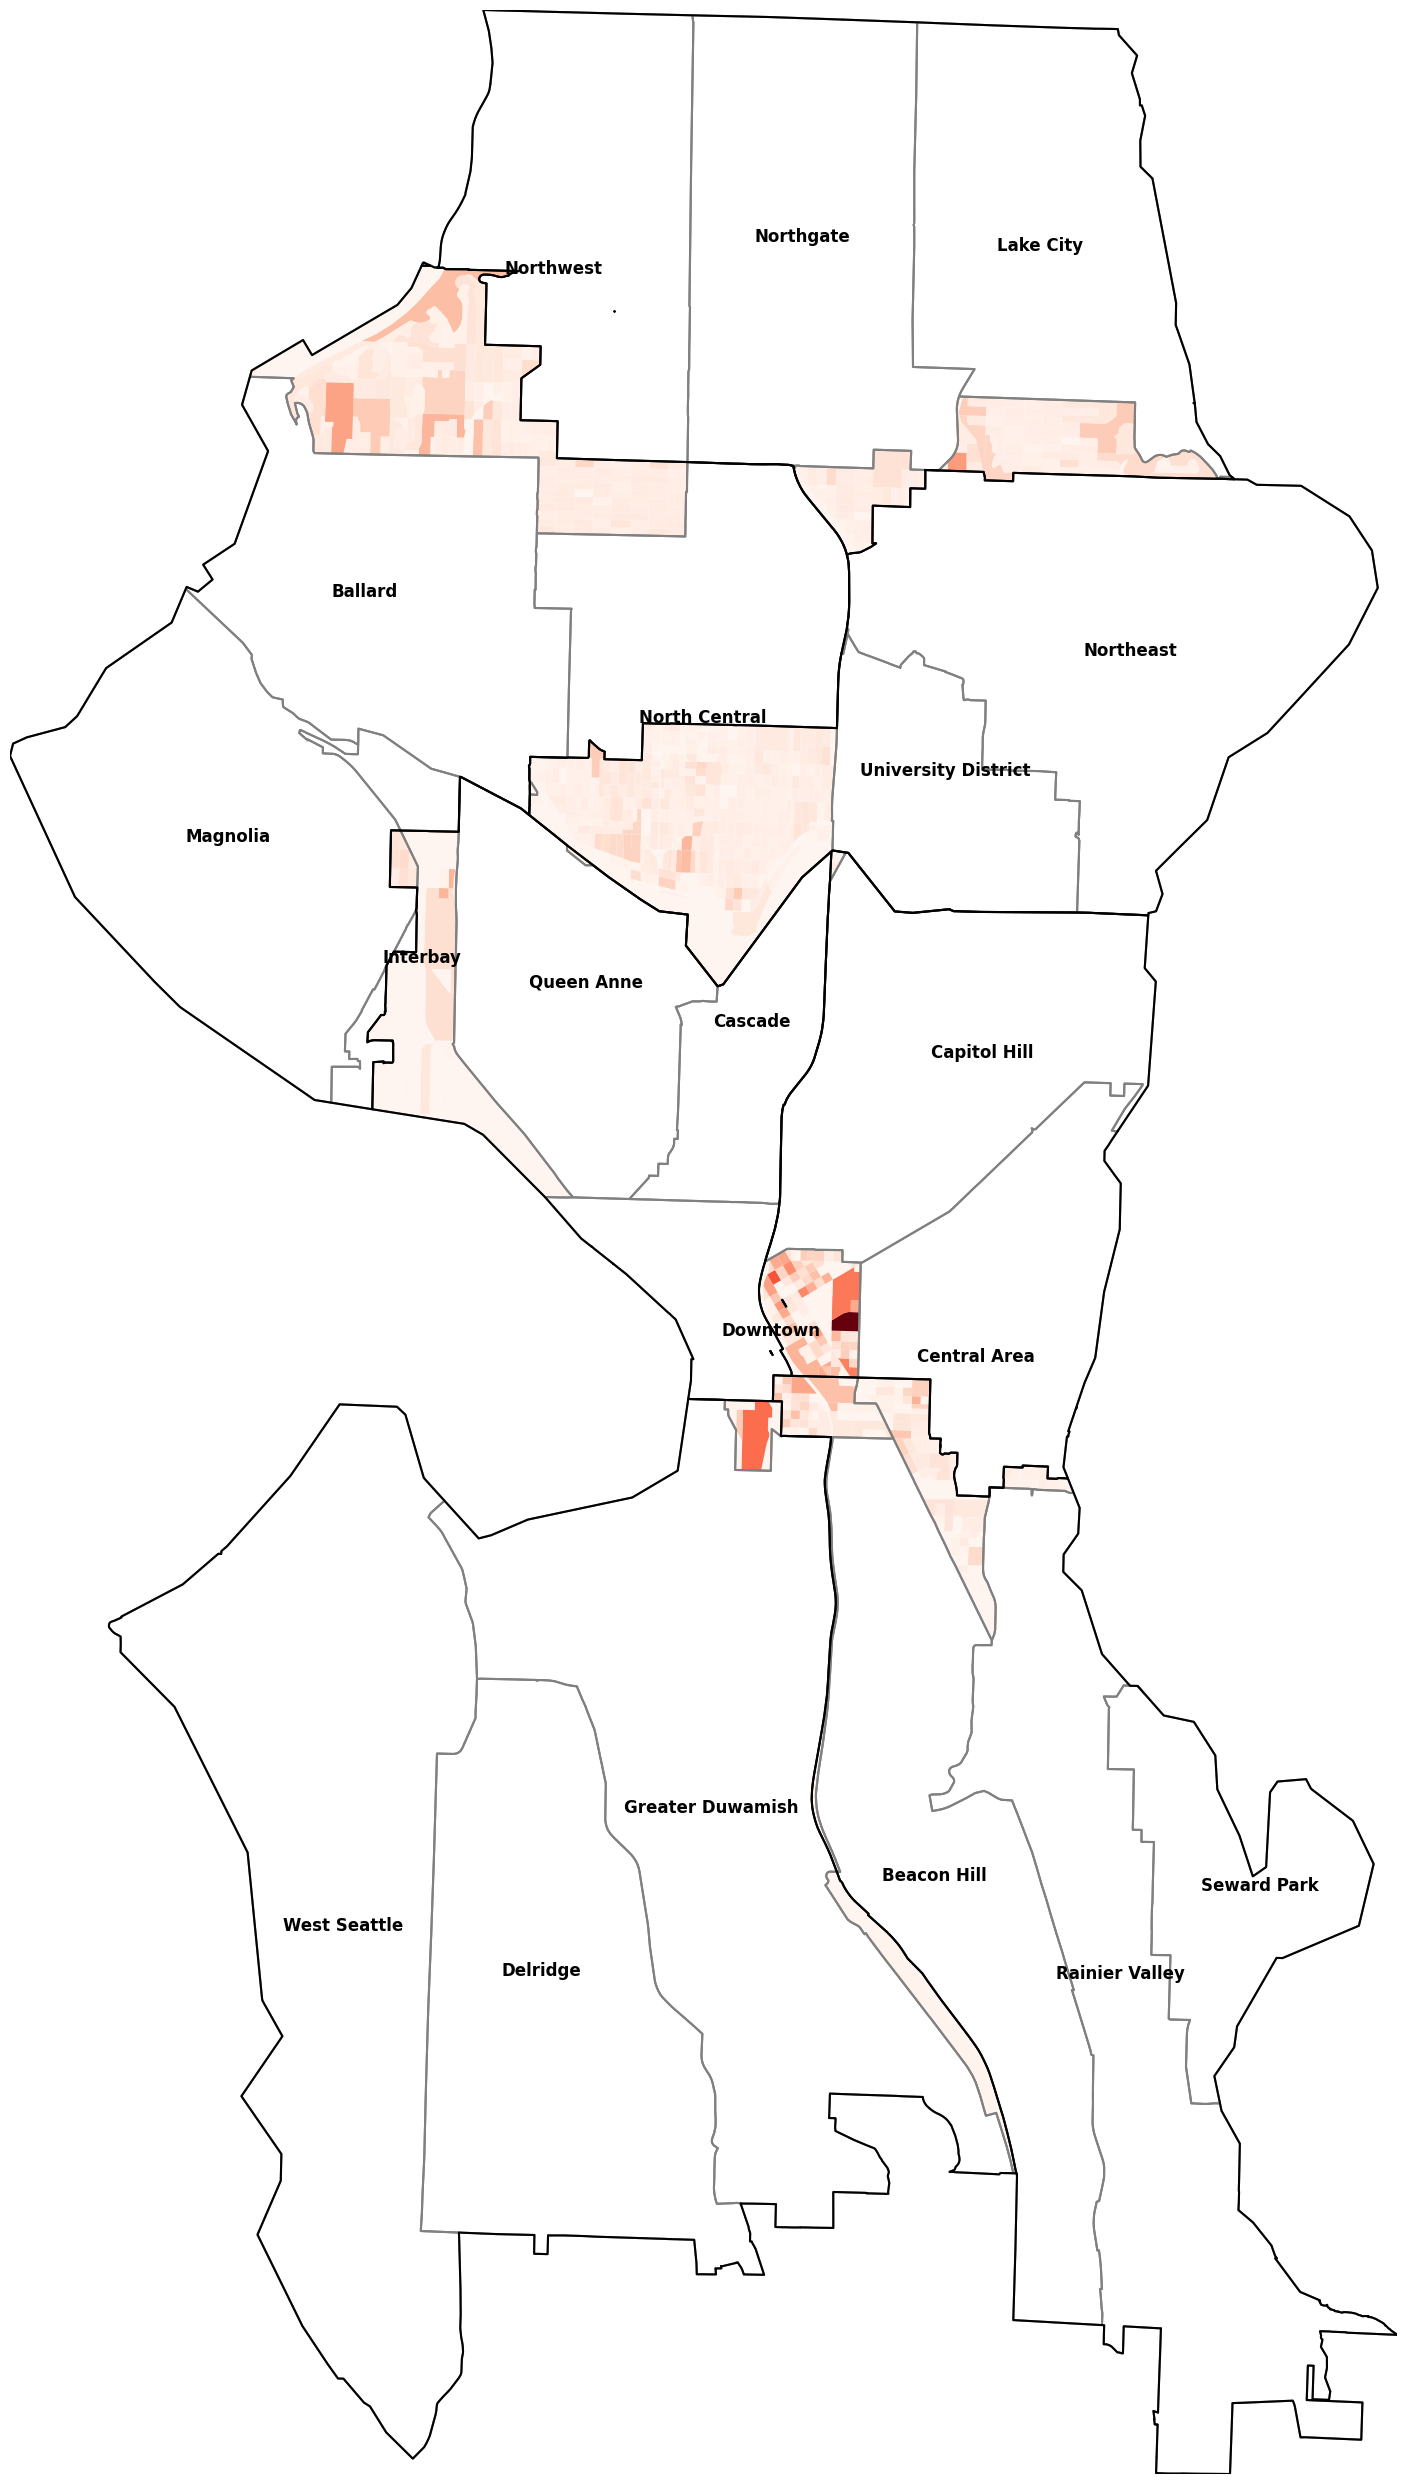 Northgate
Lake City
Northwest
Ballard
Northeast
North Central
University District
Magnolia
Interbay
Queen Anne
Cascade
Capitol Hill
Downtown
Central Area
Greater Duwamish
Beacon Hill
Seward Park
West Seattle
Delridge
Rainier Valley